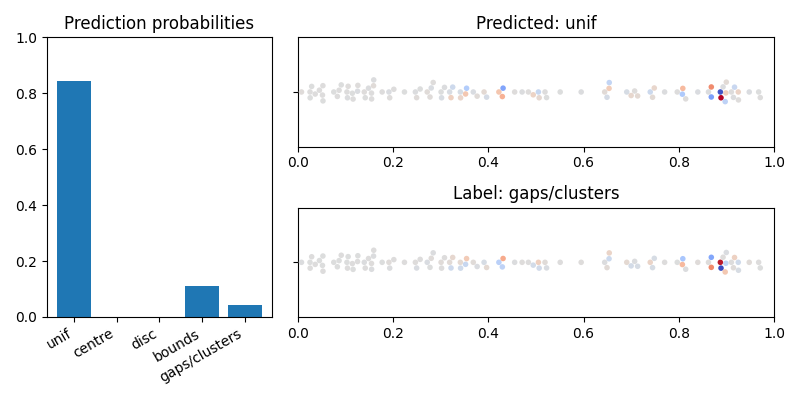 Prediction probabilities
1.0
0.8
0.6
0.4
0.2
0.0
unif
centre
disc
bounds
gaps/clusters
Predicted: unif
0.0 0.2 0.4 0.6 0.8 1.0
Label: gaps/clusters
0.0 0.2 0.4 0.6 0.8 1.0